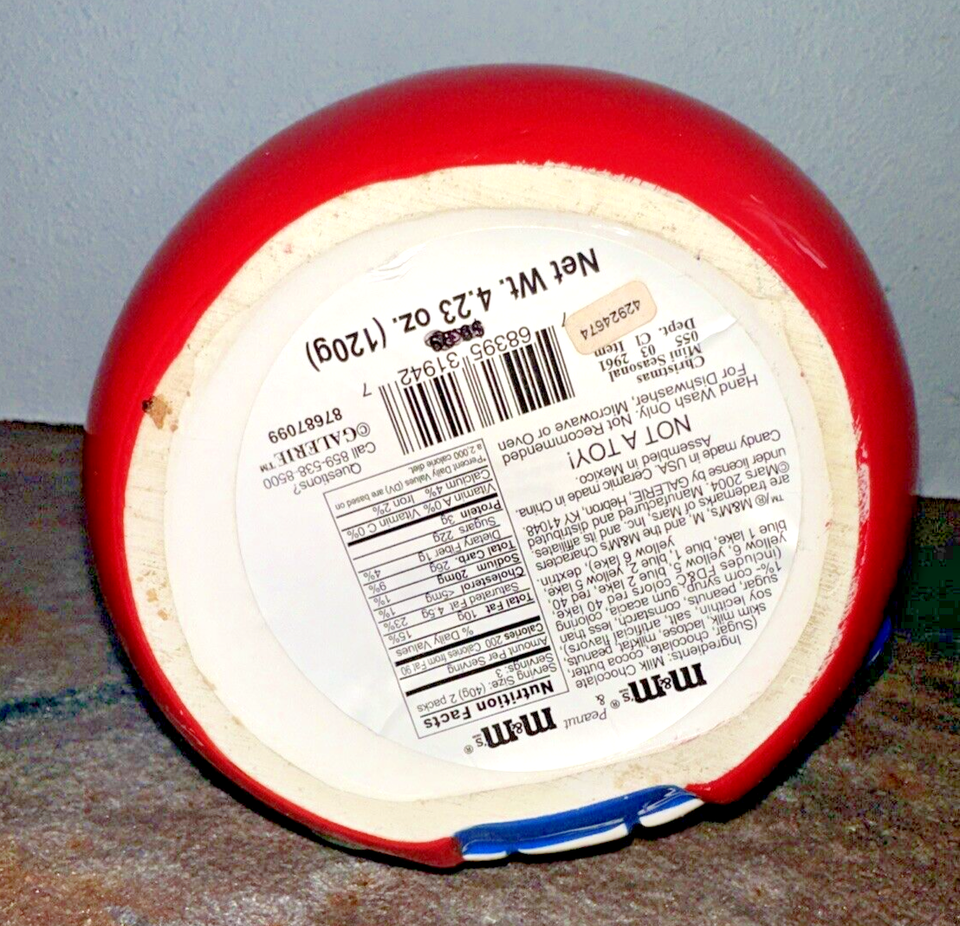 m&m's® Peanut & m&m's®
Nutrition Facts
Serving Size: (40g) 2 packs
Servings: 3
Amount Per Serving
Calories 200 Calories from Fat 90
% Daily Values
Total Fat 10g 15%
Saturated Fat 4.5g 23%
Cholesterol <5mg 1%
Sodium 20mg 1%
Total Carb. 26g 9%
Dietary Fiber 1g 4%
Sugars 22g
Protein 3g
Vitamin A 0% Vitamin C 0%
Calcium 4% Iron 2%
*Percent Daily Values (DV) are based on
a 2,000 calorie diet.
Ingredients: Milk Chocolate
(Sugar, chocolate, cocoa butter,
skim milk, lactose, milkfat, peanuts,
soy lecithin, salt, artificial flavors),
sugar, peanuts, cornstarch, less than
1%- corn syrup, gum acacia, coloring
(includes FD&C colors red 40 lake,
yellow 6, yellow 5, blue 2 lake, red 40,
blue 1 lake, blue 1, yellow 5 lake,
yellow 6 lake), dextrin.
™/® M&M'S, M, and the M&M'S Characters
are trademarks of Mars, Inc. and its affiliates
©Mars 2004. Manufactured and distributed
under license by GALERIE, Hebron, KY 41048.
Candy made in USA. Ceramic made in China
Assembled in Mexico.
NOT A TOY!
Hand Wash Only. Not Recommended
For Dishwasher, Microwave or Oven
Questions?
Call 859-538-8500
©GALERIE™
87687099
7 68395 31942 7
Christmas
Mini Seasonal
03 2961
055
Dept. Cl Item
42924674
Net Wt. 4.23 oz. (120g)